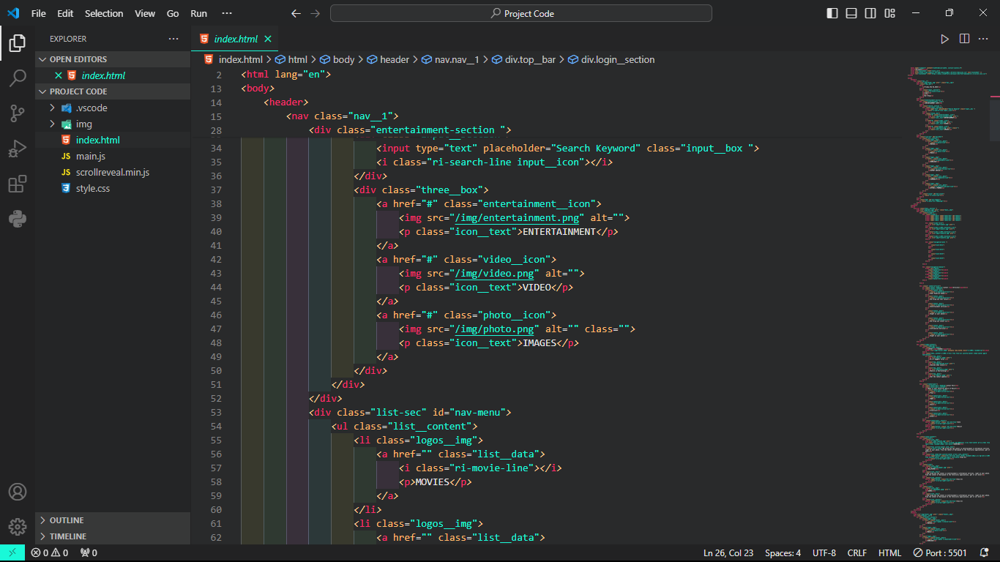 File Edit Selection View Go Run ··· Project Code
EXPLORER ···
OPEN EDITORS
index.html
PROJECT CODE
.vscode
img
index.html
JS main.js
JS scrollreveal.min.js
style.css
OUTLINE
TIMELINE
index.html
index.html > html > body > header > nav.nav__1 > div.top__bar > div.login__section
2 <html lang="en">
13 <body>
14 <header>
15 <nav class="nav__1">
28 <div class="entertainment-section ">
34 <input type="text" placeholder="Search Keyword" class="input__box ">
35 <i class="ri-search-line input__icon"></i>
36 </div>
37 <div class="three__box">
38 <a href="#" class="entertainment__icon">
39 <img src="/img/entertainment.png" alt="">
40 <p class="icon__text">ENTERTAINMENT</p>
41 </a>
42 <a href="#" class="video__icon">
43 <img src="/img/video.png" alt="">
44 <p class="icon__text">VIDEO</p>
45 </a>
46 <a href="#" class="photo__icon">
47 <img src="/img/photo.png" alt="" class="">
48 <p class="icon__text">IMAGES</p>
49 </a>
50 </div>
51 </div>
52 </div>
53 <div class="list-sec" id="nav-menu">
54 <ul class="list__content">
55 <li class="logos__img">
56 <a href="" class="list__data">
57 <i class="ri-movie-line"></i>
58 <p>MOVIES</p>
59 </a>
60 </li>
61 <li class="logos__img">
62 <a href="" class="list__data">
0 0 0 Ln 26, Col 23 Spaces: 4 UTF-8 CRLF HTML Port : 5501